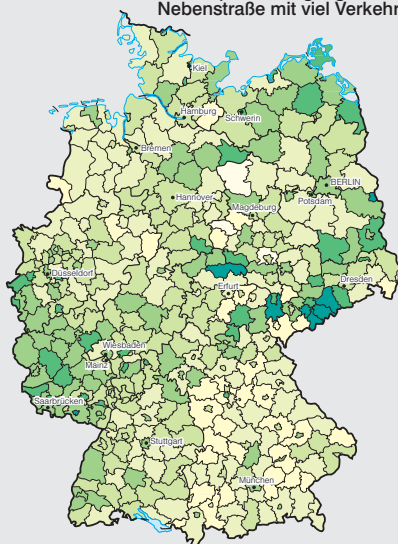 Nebenstraße mit viel Verkehr
Kiel
Hamburg
Schwerin
Bremen
BERLIN
Hannover
Potsdam
Magdeburg
Düsseldorf
Dresden
Erfurt
Wiesbaden
Mainz
Saarbrücken
Stuttgart
München